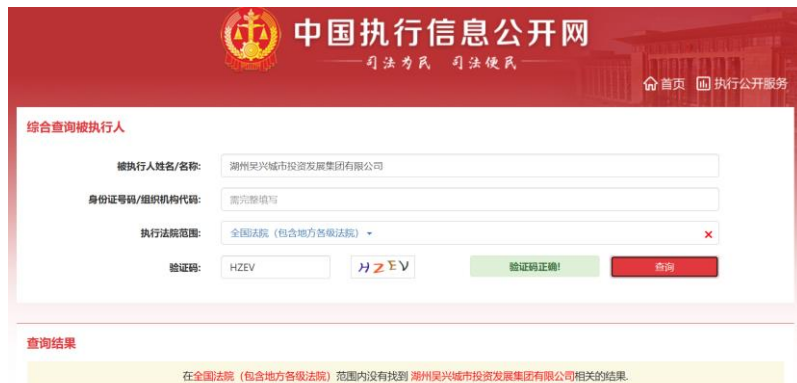 中国执行信息公开网
司法为民 司法便民
首页 执行公开服务
综合查询被执行人
被执行人姓名/名称: 湖州吴兴城市投资发展集团有限公司
身份证号码/组织机构代码: 需完整填写
执行法院范围: 全国法院（包含地方各级法院）
验证码: HZEV HZEV 验证码正确! 查询
查询结果
在全国法院（包含地方各级法院）范围内没有找到 湖州吴兴城市投资发展集团有限公司相关的结果.